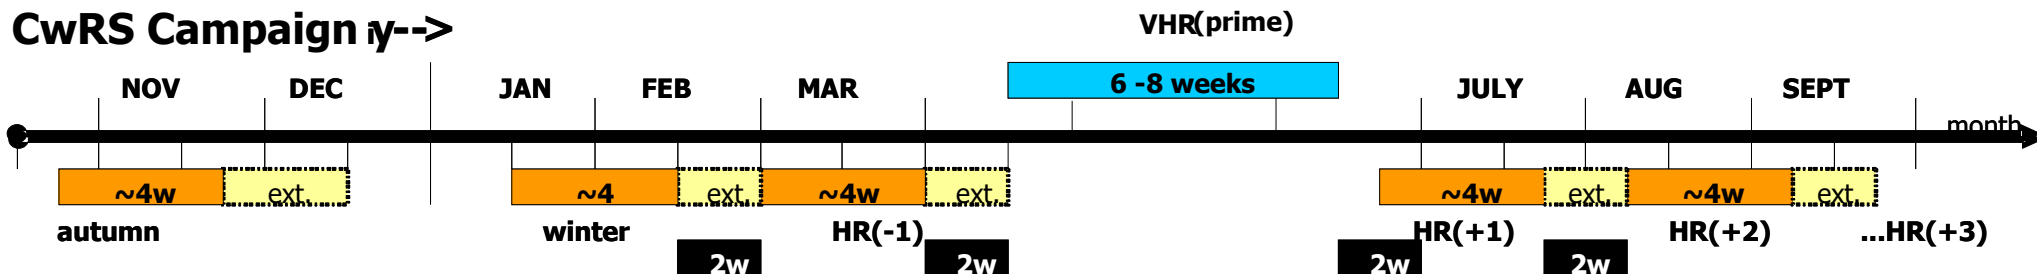 CwRS Campaign y-->
VHR(prime)
NOV DEC JAN FEB MAR 6 -8 weeks JULY AUG SEPT
month
~4w ext. ~4 ext. ~4w ext. ~4w ext. ~4w ext.
autumn winter HR(-1) HR(+1) HR(+2) ...HR(+3)
2w 2w 2w 2w